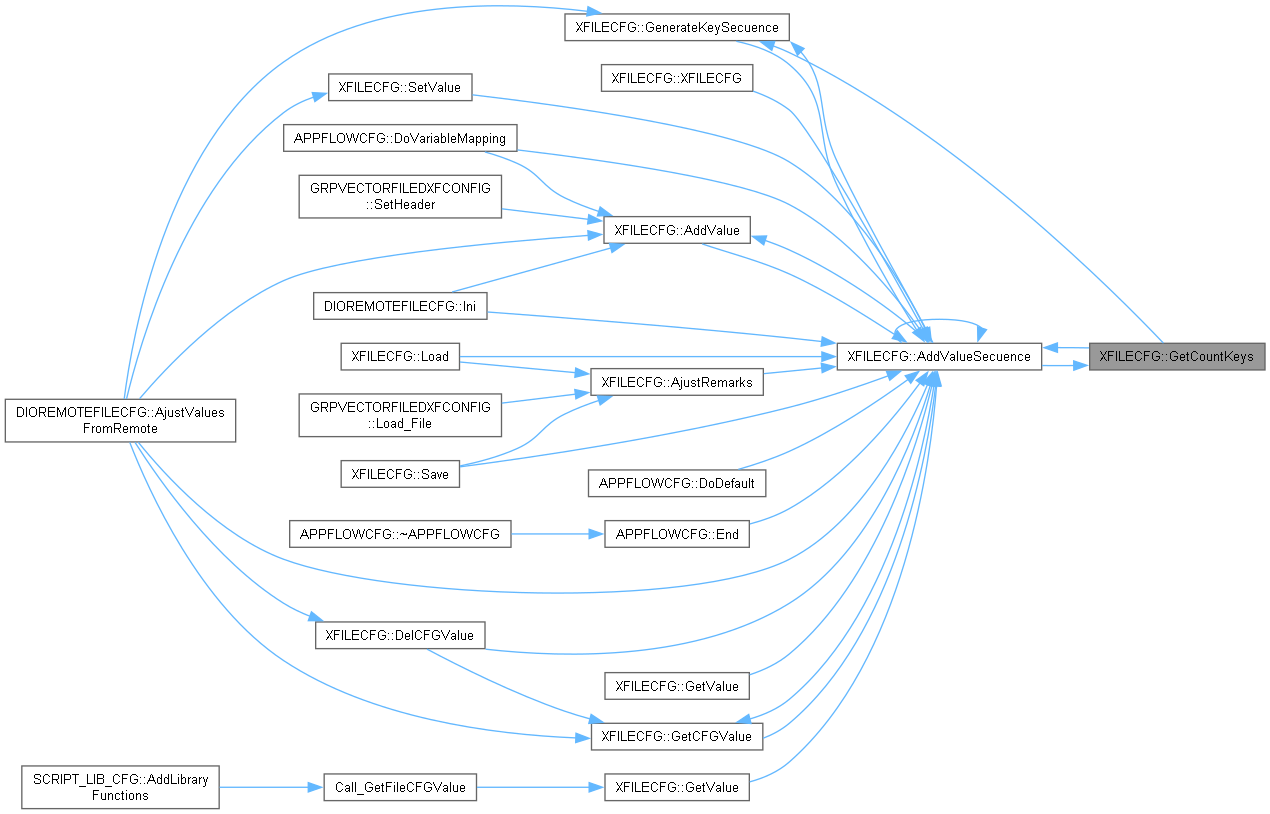 XFILECFG::GenerateKeySecuence
XFILECFG::XFILECFG
XFILECFG::SetValue
APPFLOWCFG::DoVariableMapping
GRPVECTORFILEDXFCONFIG
::SetHeader
XFILECFG::AddValue
DIOREMOTEFILECFG::Ini
XFILECFG::Load
XFILECFG::AddValueSecuence
XFILECFG::GetCountKeys
XFILECFG::AjustRemarks
GRPVECTORFILEDXFCONFIG
::Load_File
DIOREMOTEFILECFG::AjustValues
FromRemote
XFILECFG::Save
APPFLOWCFG::DoDefault
APPFLOWCFG::~APPFLOWCFG
APPFLOWCFG::End
XFILECFG::DelCFGValue
XFILECFG::GetValue
XFILECFG::GetCFGValue
SCRIPT_LIB_CFG::AddLibrary
Functions
Call_GetFileCFGValue
XFILECFG::GetValue